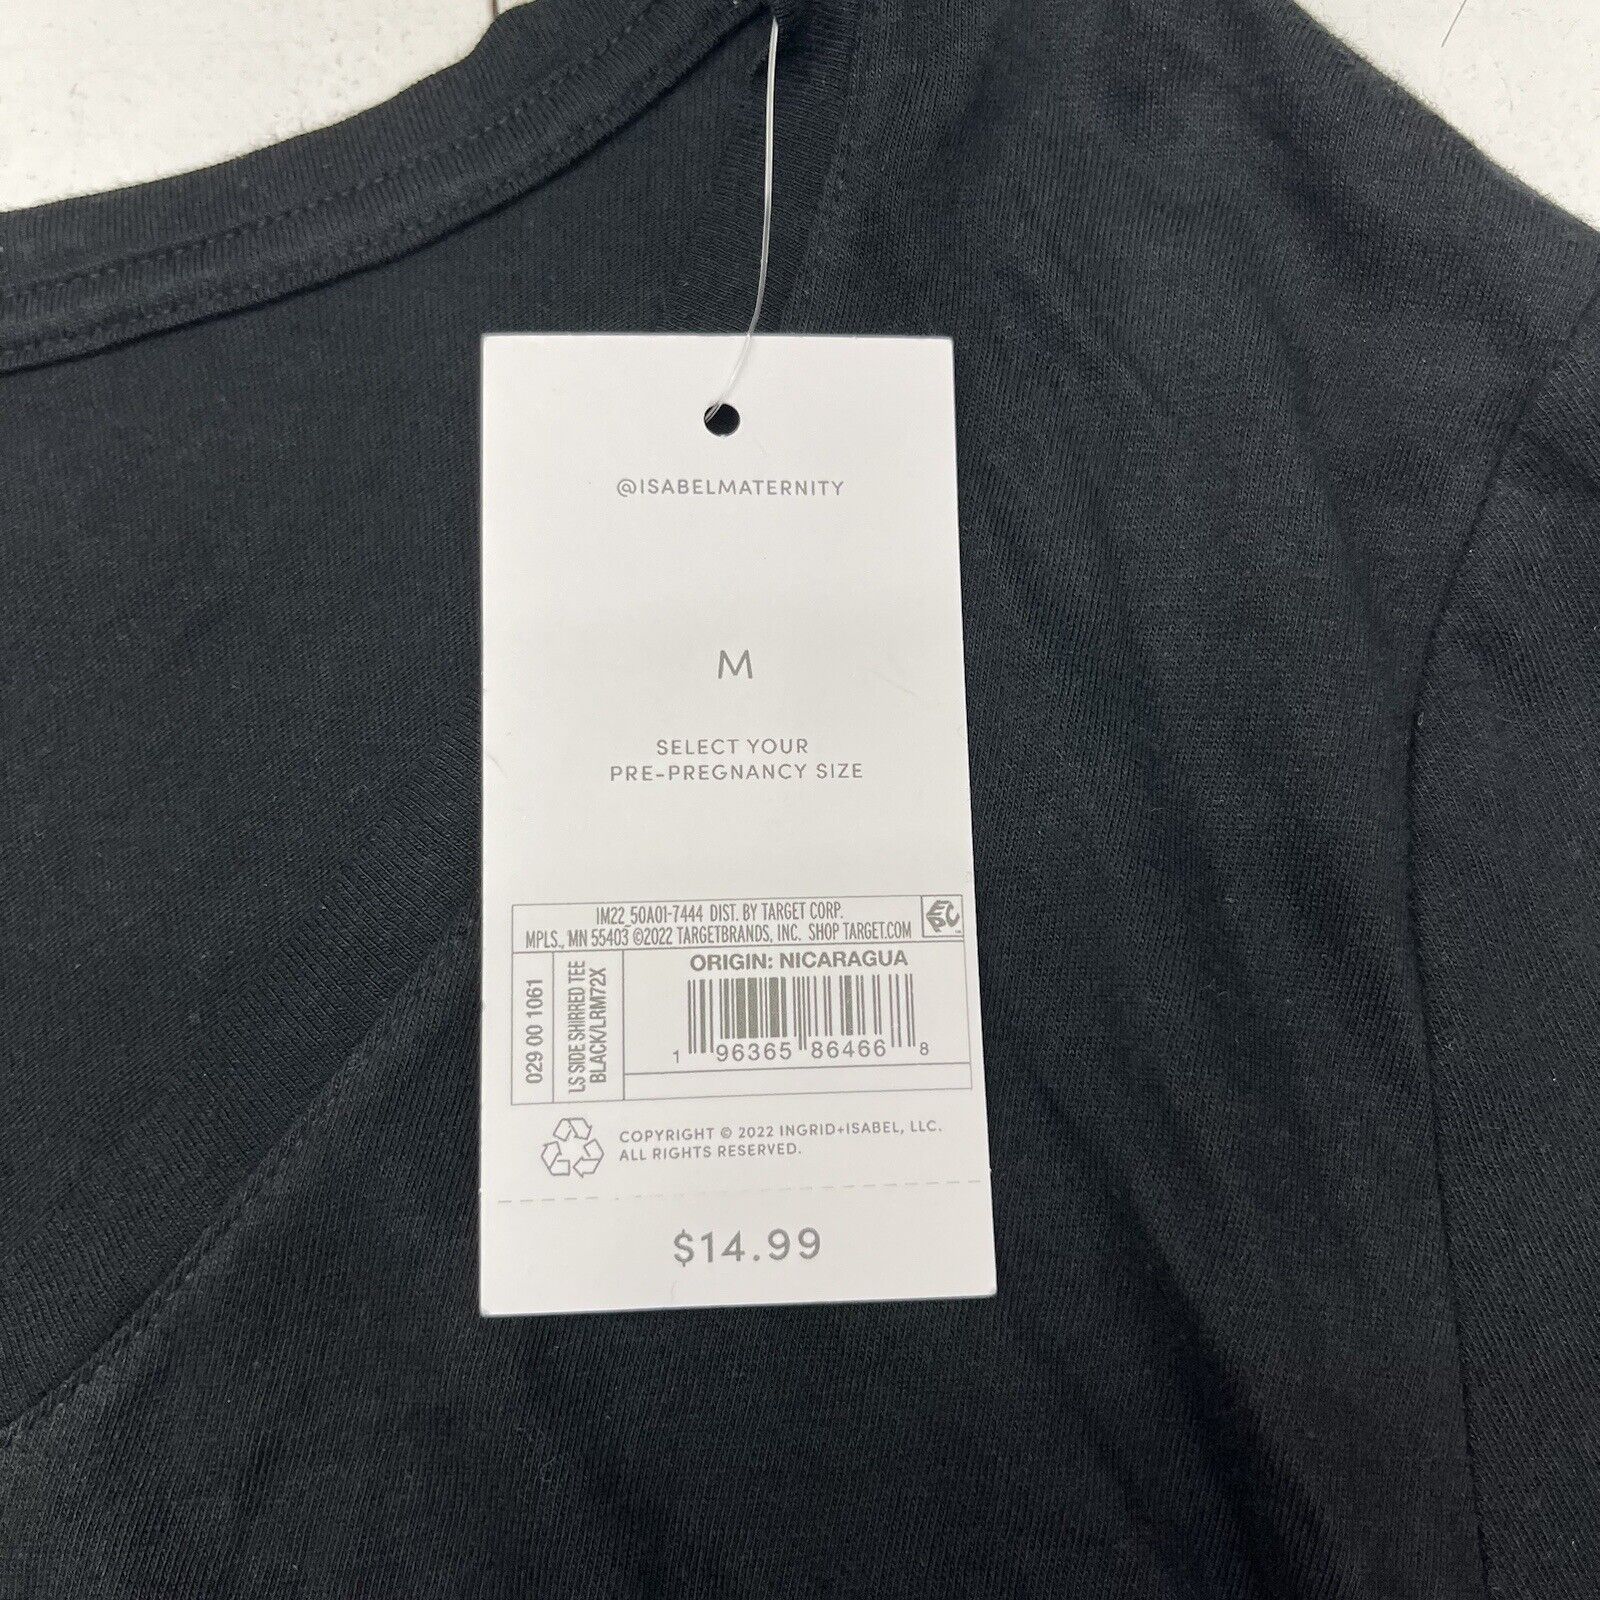 @ISABELMATERNITY
M
SELECT YOUR
PRE-PREGNANCY SIZE
IM22 50A01-7444 DIST. BY TARGET CORP.
MPLS., MN 55403 ©2022 TARGETBRANDS, INC. SHOP TARGET.COM
029 00 1061
LS SIDE SHIRRED TEE
BLACK/LRM72X
ORIGIN: NICARAGUA
1 96365 86466 8
COPYRIGHT © 2022 INGRID+ISABEL, LLC.
ALL RIGHTS RESERVED.
$14.99